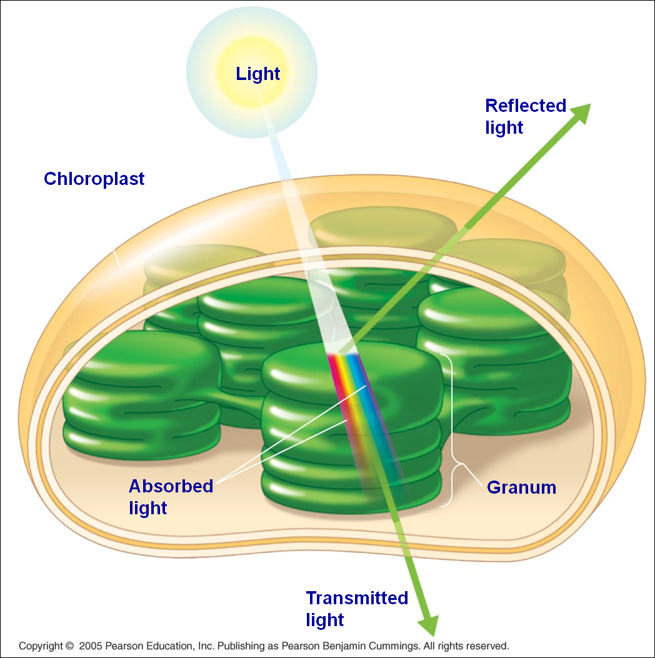 Light
Reflected
light
Chloroplast
Absorbed
light
Granum
Transmitted
light
Copyright © 2005 Pearson Education, Inc. Publishing as Pearson Benjamin Cummings. All rights reserved.